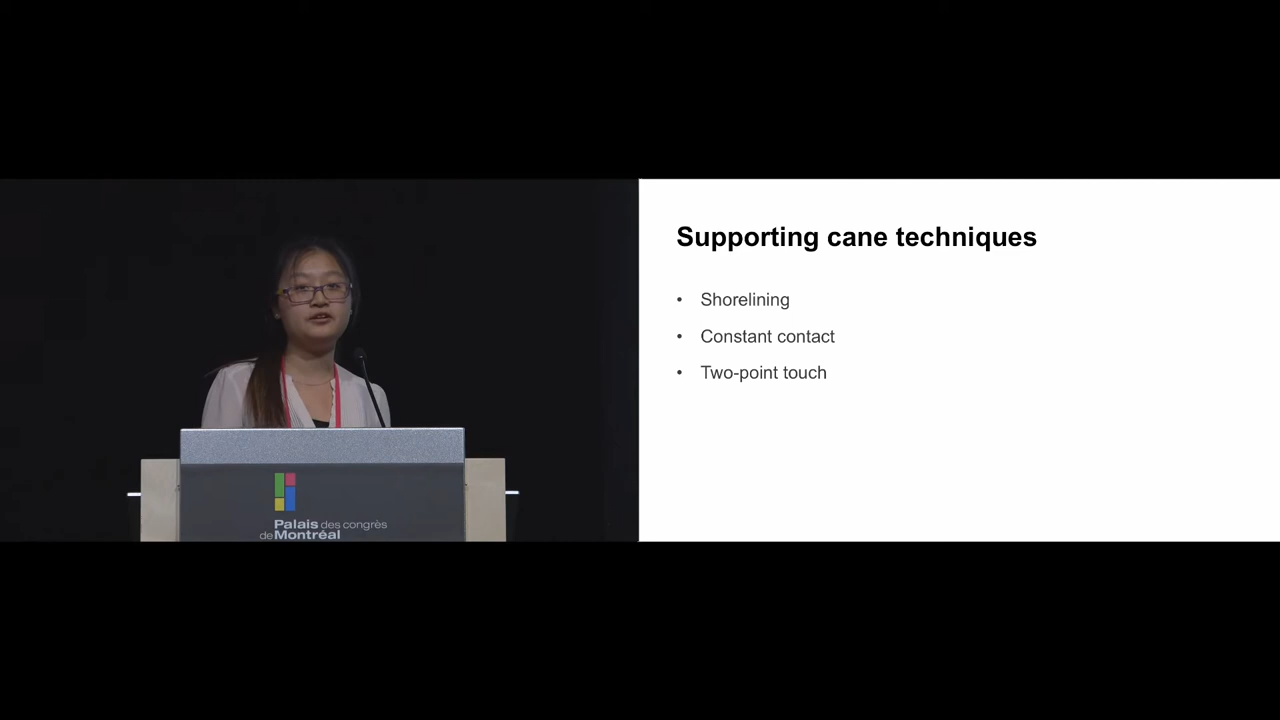 Supporting cane techniques
• Shorelining
• Constant contact
• Two-point touch
Palais des congrès
de Montréal